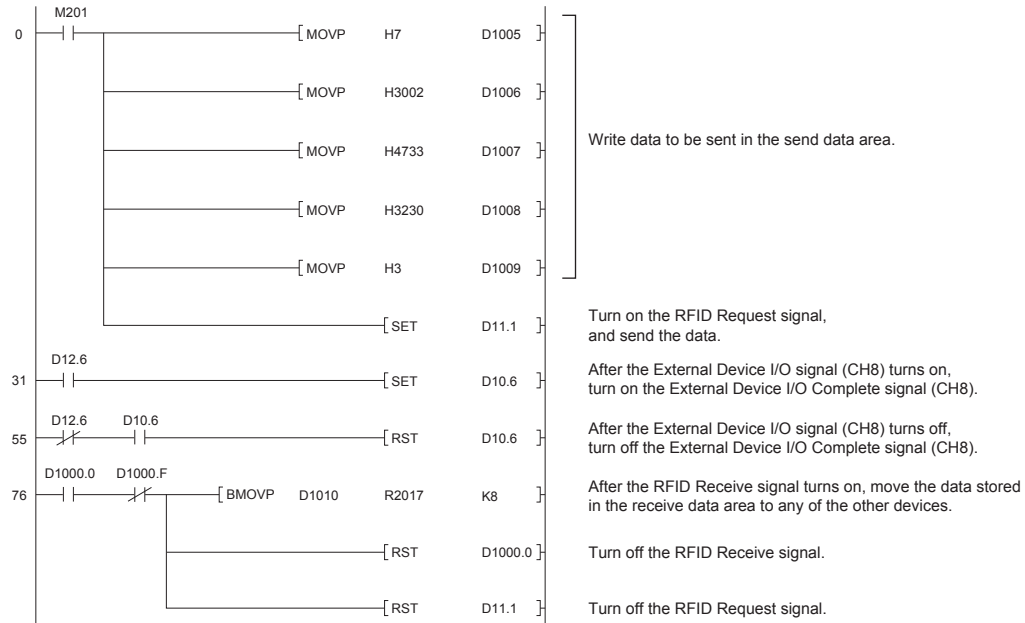 M201
0 MOVP H7 D1005
MOVP H3002 D1006
MOVP H4733 D1007
Write data to be sent in the send data area.
MOVP H3230 D1008
MOVP H3 D1009
SET D11.1
Turn on the RFID Request signal,
and send the data.
D12.6
31 SET D10.6
After the External Device I/O signal (CH8) turns on,
turn on the External Device I/O Complete signal (CH8).
D12.6 D10.6
55 RST D10.6
After the External Device I/O signal (CH8) turns off,
turn off the External Device I/O Complete signal (CH8).
D1000.0 D1000.F
76 BMOVP D1010 R2017 K8
After the RFID Receive signal turns on, move the data stored
in the receive data area to any of the other devices.
RST D1000.0 Turn off the RFID Receive signal.
RST D11.1 Turn off the RFID Request signal.